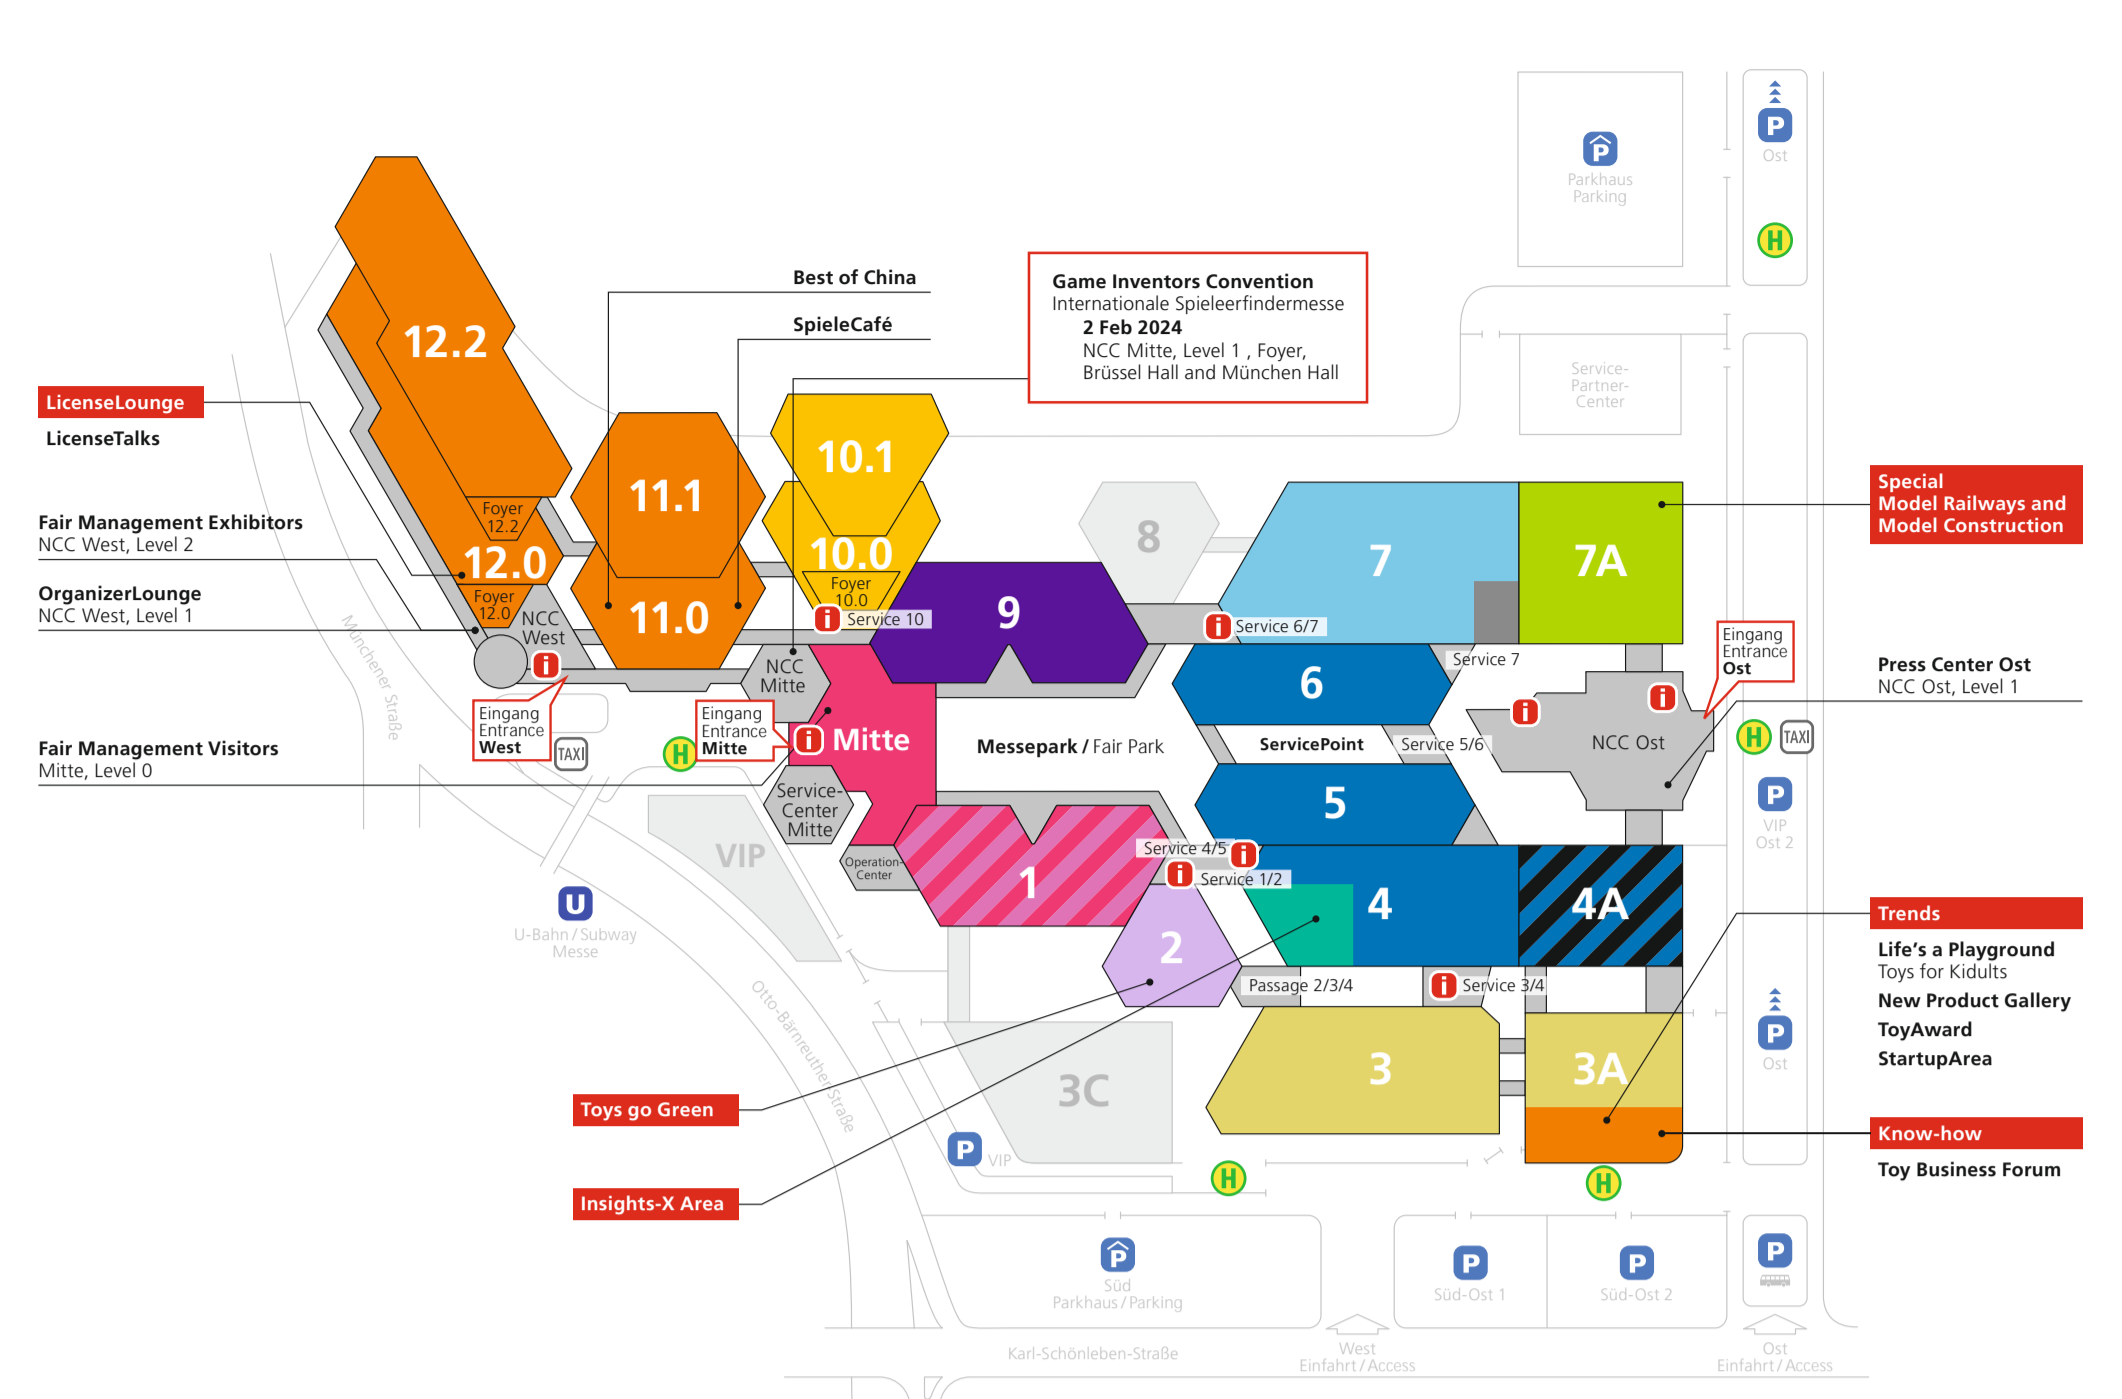 P
Ost
P
Parkhaus
Parking
H
Best of China
SpieleCafé
Game Inventors Convention
Internationale Spieleerfindermesse
2 Feb 2024
NCC Mitte, Level 1 , Foyer,
Brüssel Hall and München Hall
Service-
Partner-
Center
12.2
LicenseLounge
LicenseTalks
10.1
11.1
Foyer
12.2
Fair Management Exhibitors
NCC West, Level 2
12.0
10.0
8
7
7A
Special
Model Railways and
Model Construction
OrganizerLounge
NCC West, Level 1
Foyer
12.0
NCC
West
11.0
Foyer
10.0
i
Service 10
9
i
Service 6/7
Münchener Straße
i
NCC
Mitte
6
Service 7
Eingang
Entrance
Ost
Press Center Ost
NCC Ost, Level 1
i
i
Eingang
Entrance
West
TAXI
H
Eingang
Entrance
Mitte
i
Mitte
Messepark / Fair Park
ServicePoint
Service 5/6
NCC Ost
H
TAXI
Fair Management Visitors
Mitte, Level 0
Service-
Center
Mitte
5
P
VIP
Ost 2
VIP
Operation-
Center
1
Service 4/5
i
i
Service 1/2
4
4A
U
U-Bahn / Subway
Messe
2
Trends
Life's a Playground
Toys for Kidults
New Product Gallery
ToyAward
StartupArea
Passage 2/3/4
i
Service 3/4
Otto-Bärnreuther-Straße
P
Ost
3C
3
3A
Toys go Green
P
VIP
Know-how
Toy Business Forum
H
H
Insights-X Area
P
Süd
Parkhaus / Parking
P
Süd-Ost 1
P
Süd-Ost 2
P
Karl-Schönleben-Straße
West
Einfahrt / Access
Ost
Einfahrt / Access